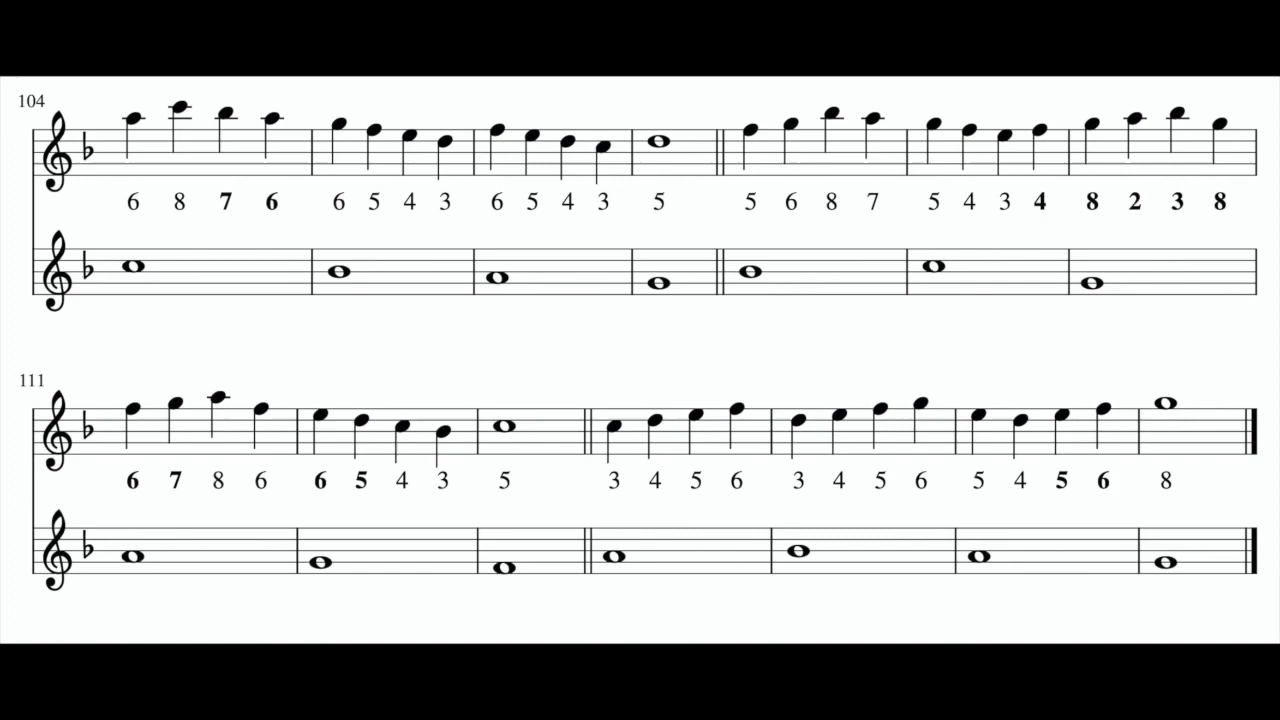 104
6 8 7 6 6 5 4 3 6 5 4 3 5 5 6 8 7 5 4 3 4 8 2 3 8
111
6 7 8 6 6 5 4 3 5 3 4 5 6 3 4 5 6 5 4 5 6 8